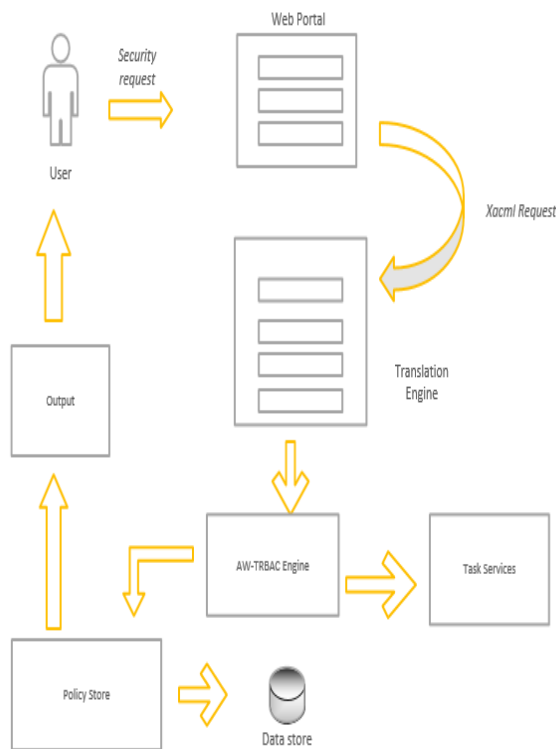 Web Portal
Security
request
User
Xacml Request
Translation
Engine
Output
AW-TRBAC Engine
Task Services
Policy Store
Data store